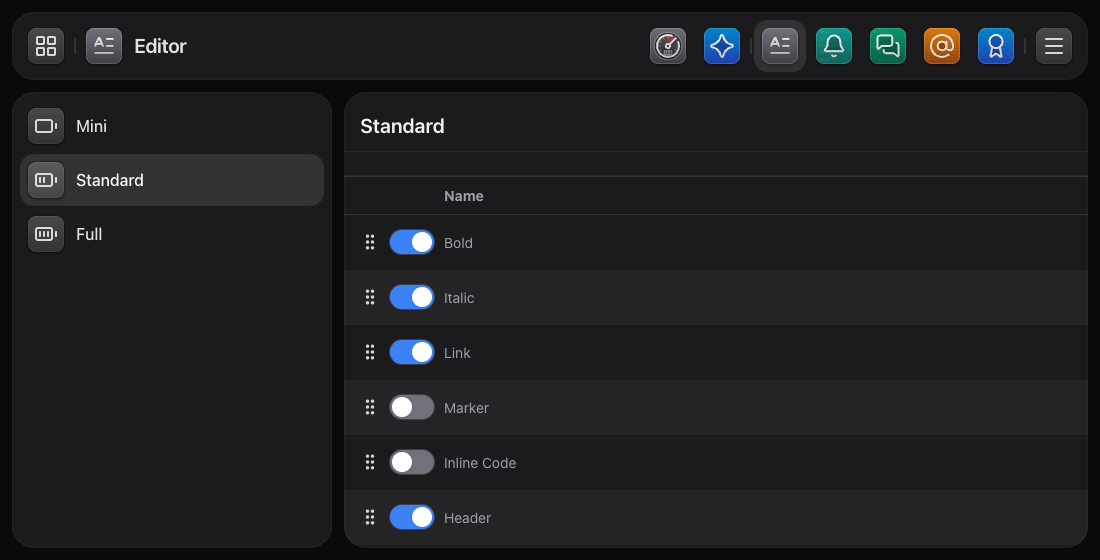 Editor
Mini
Standard
Full
Standard
Name
Bold
Italic
Link
Marker
Inline Code
Header